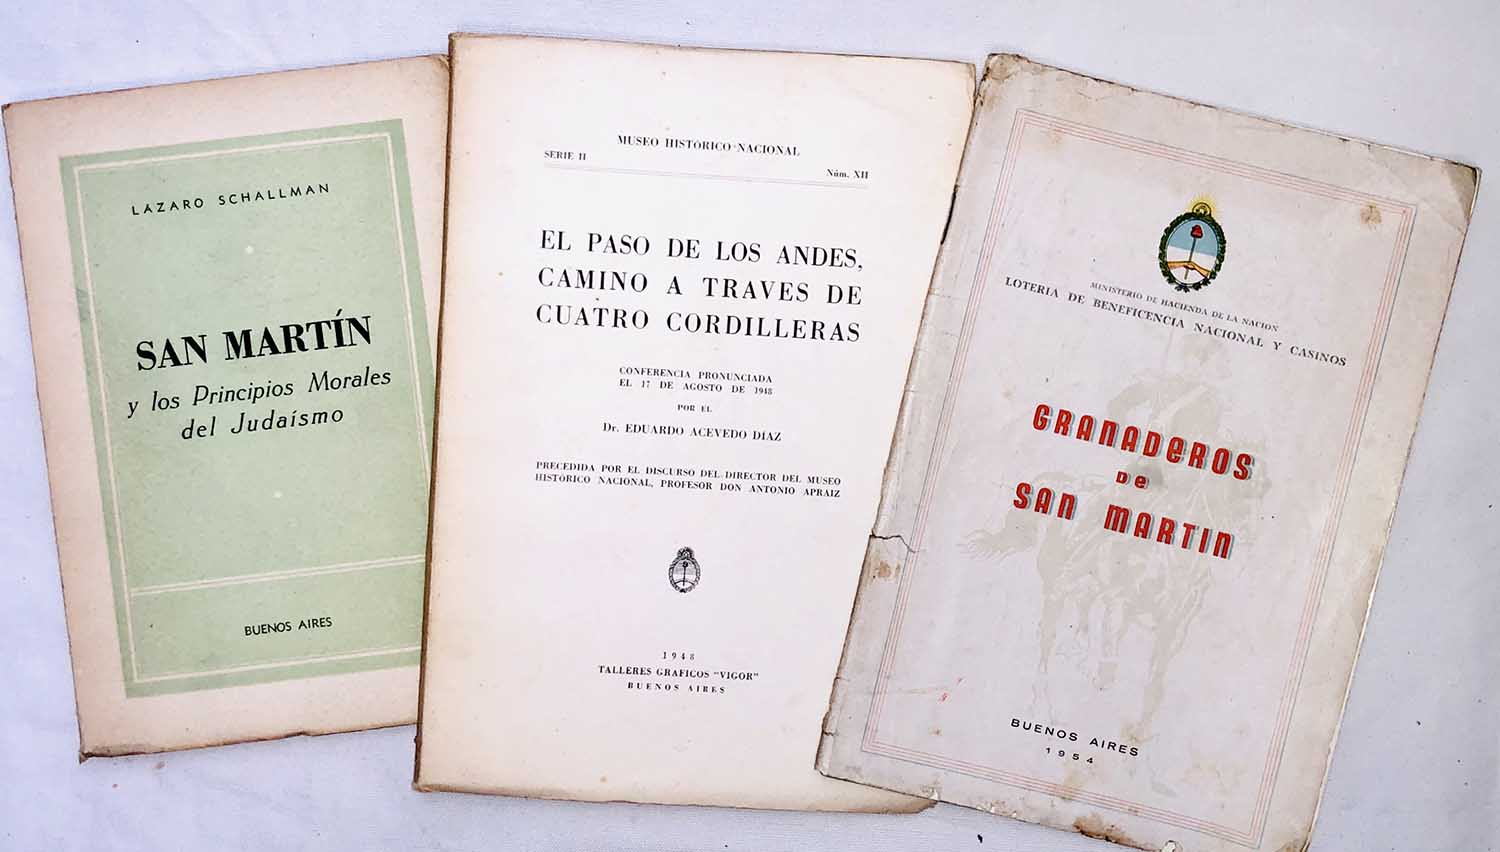 LÁZARO SCHALLMAN
SAN MARTÍN
y los Principios Morales
del Judaísmo
BUENOS AIRES
MUSEO HISTÓRICO NACIONAL
SERIE II
Núm. XII
EL PASO DE LOS ANDES,
CAMINO A TRAVES DE
CUATRO CORDILLERAS
CONFERENCIA PRONUNCIADA
EL 17 DE AGOSTO DE 1948
POR EL
Dr. EDUARDO ACEVEDO DÍAZ
PRECEDIDA POR EL DISCURSO DEL DIRECTOR DEL MUSEO
HISTÓRICO NACIONAL, PROFESOR DON ANTONIO APRAIZ
1948
TALLERES GRAFICOS "VIGOR"
BUENOS AIRES
MINISTERIO DE HACIENDA DE LA NACION
LOTERIA DE BENEFICENCIA NACIONAL Y CASINOS
GRANADEROS
DE
SAN MARTIN
BUENOS AIRES
1954